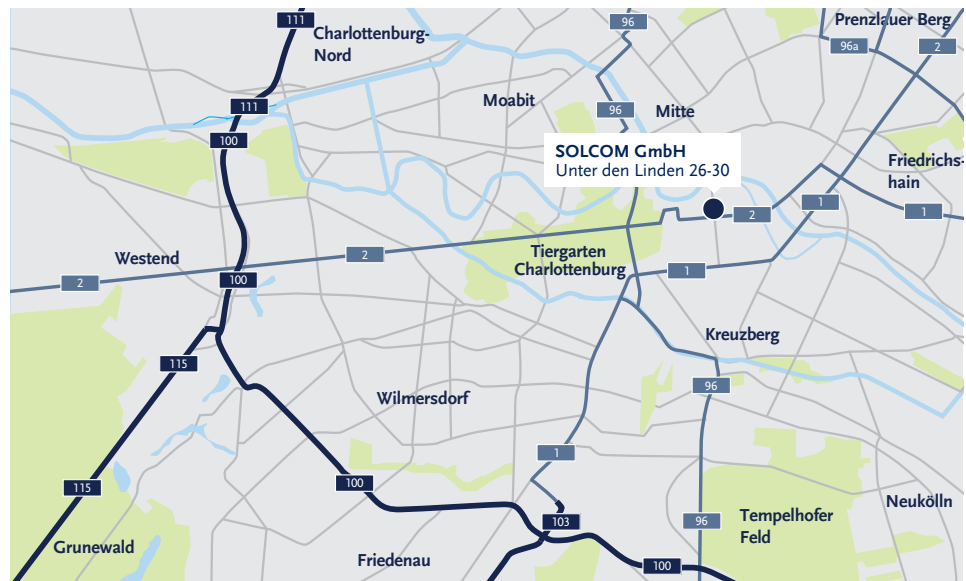 111
Charlottenburg-
Nord
96
Prenzlauer Berg
96a
2
111
Moabit
96
Mitte
100
SOLCOM GmbH
Unter den Linden 26-30
Friedrichs-
hain
1
2
1
Westend
2
Tiergarten
Charlottenburg
1
2
100
Kreuzberg
115
96
Wilmersdorf
1
115
100
Neukölln
103
96
Tempelhofer
Feld
Grunewald
Friedenau
100